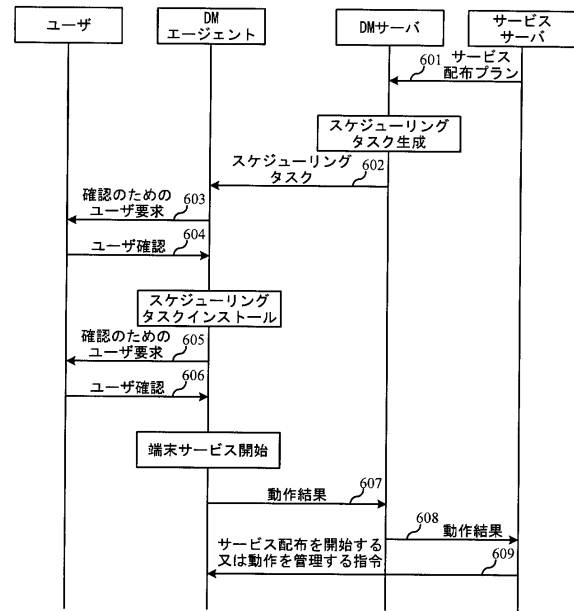 ユーザ
DM
エージェント
DMサーバ
サービス
サーバ
601
サービス
配布プラン
スケジューリング
タスク生成
スケジューリング
タスク
602
確認のための
ユーザ要求
603
ユーザ確認
604
スケジューリング
タスクインストール
確認のための
ユーザ要求
605
ユーザ確認
606
端末サービス開始
動作結果
607
608
動作結果
サービス配布を開始する
又は動作を管理する指令
609